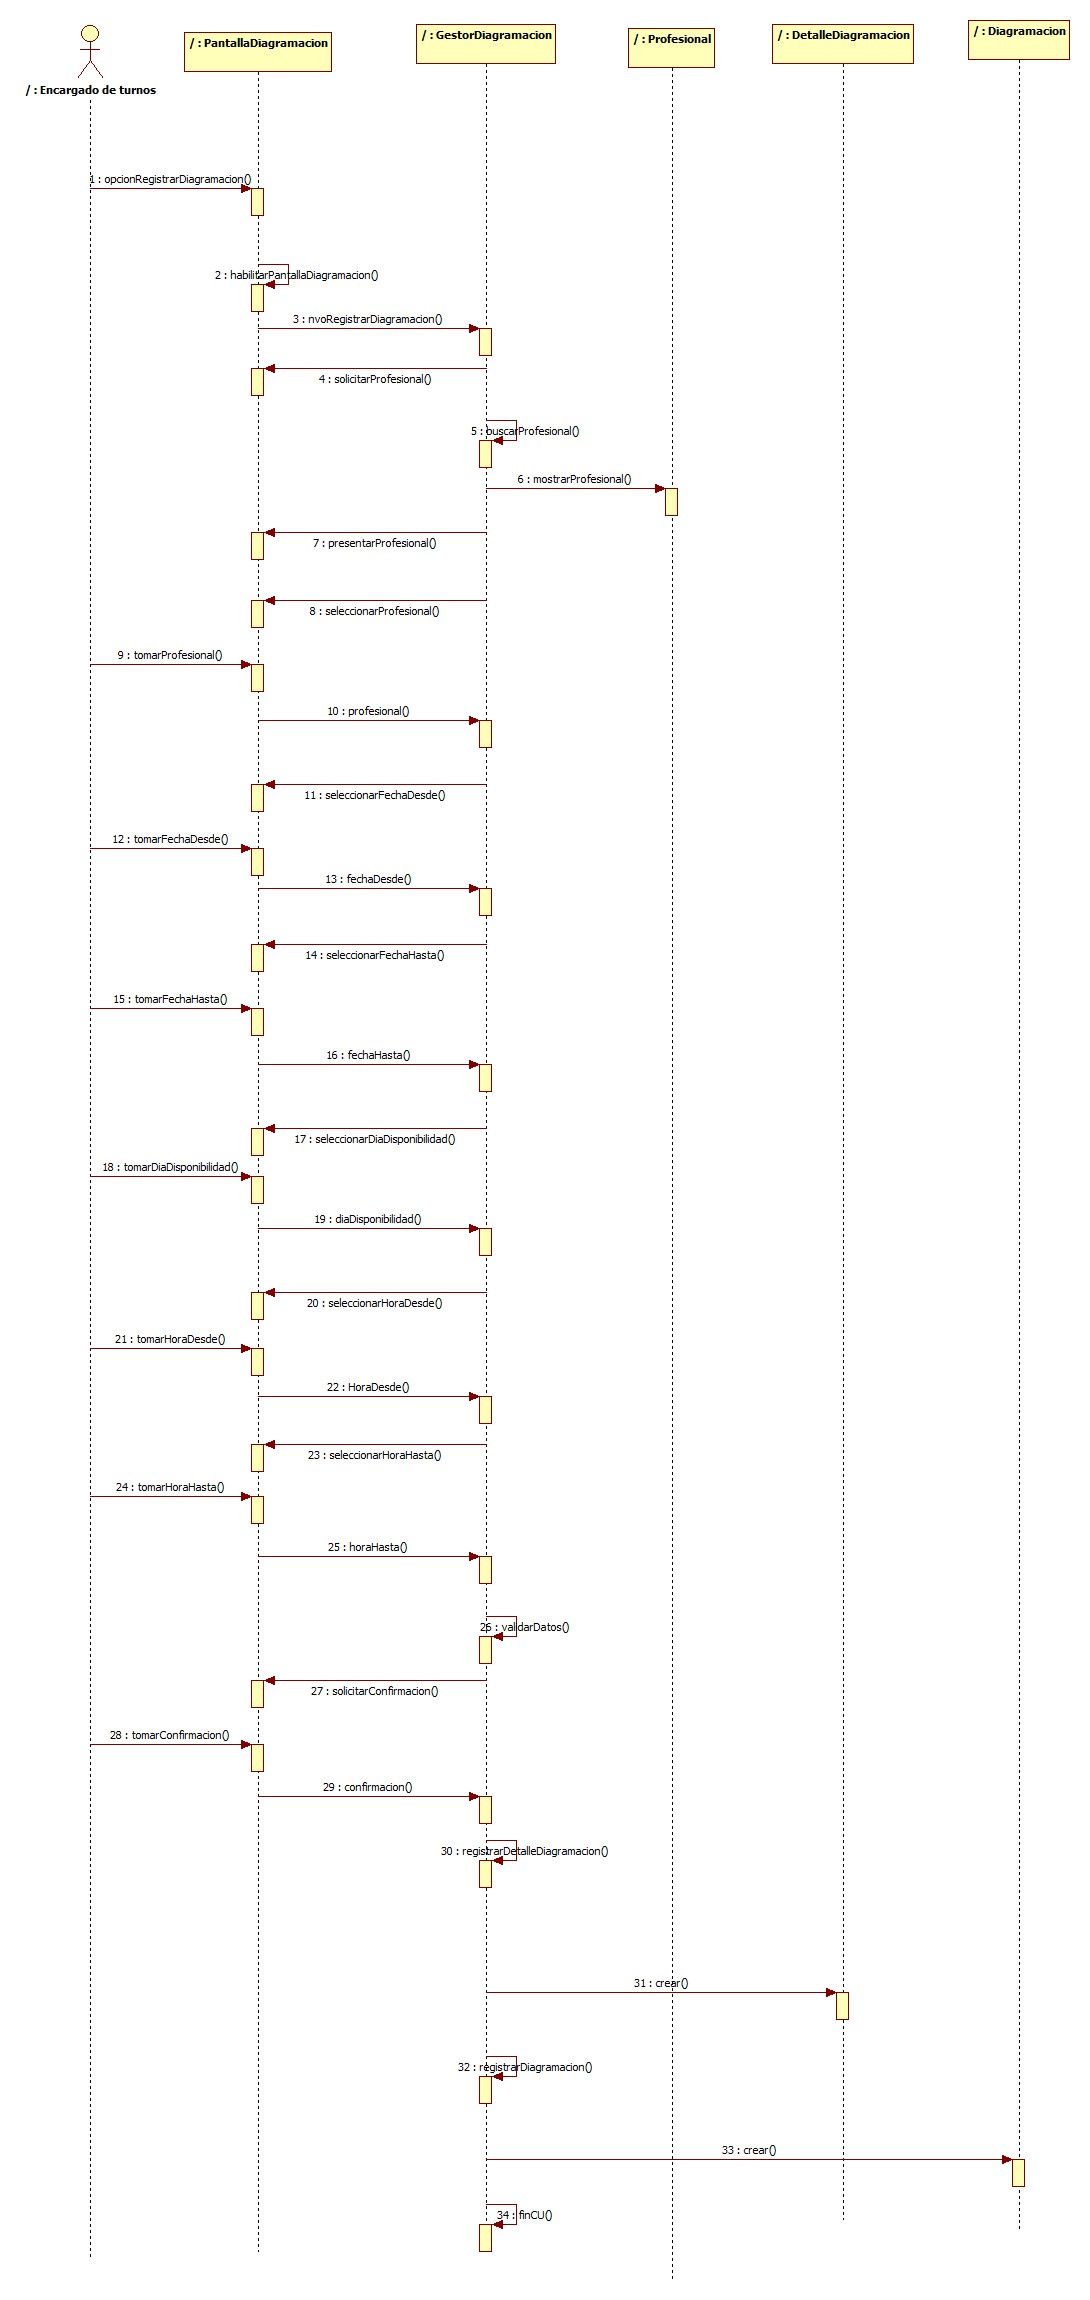 / : Encargado de turnos
/ : PantallaDiagramacion
/ : GestorDiagramacion
/ : Profesional
/ : DetalleDiagramacion
/ : Diagramacion
1 : opcionRegistrarDiagramacion()
2 : habilitarPantallaDiagramacion()
3 : nvoRegistrarDiagramacion()
4 : solicitarProfesional()
5 : buscarProfesional()
6 : mostrarProfesional()
7 : presentarProfesional()
8 : seleccionarProfesional()
9 : tomarProfesional()
10 : profesional()
11 : seleccionarFechaDesde()
12 : tomarFechaDesde()
13 : fechaDesde()
14 : seleccionarFechaHasta()
15 : tomarFechaHasta()
16 : fechaHasta()
17 : seleccionarDiaDisponibilidad()
18 : tomarDiaDisponibilidad()
19 : diaDisponibilidad()
20 : seleccionarHoraDesde()
21 : tomarHoraDesde()
22 : HoraDesde()
23 : seleccionarHoraHasta()
24 : tomarHoraHasta()
25 : horaHasta()
26 : validarDatos()
27 : solicitarConfirmacion()
28 : tomarConfirmacion()
29 : confirmacion()
30 : registrarDetalleDiagramacion()
31 : crear()
32 : registrarDiagramacion()
33 : crear()
34 : finCU()